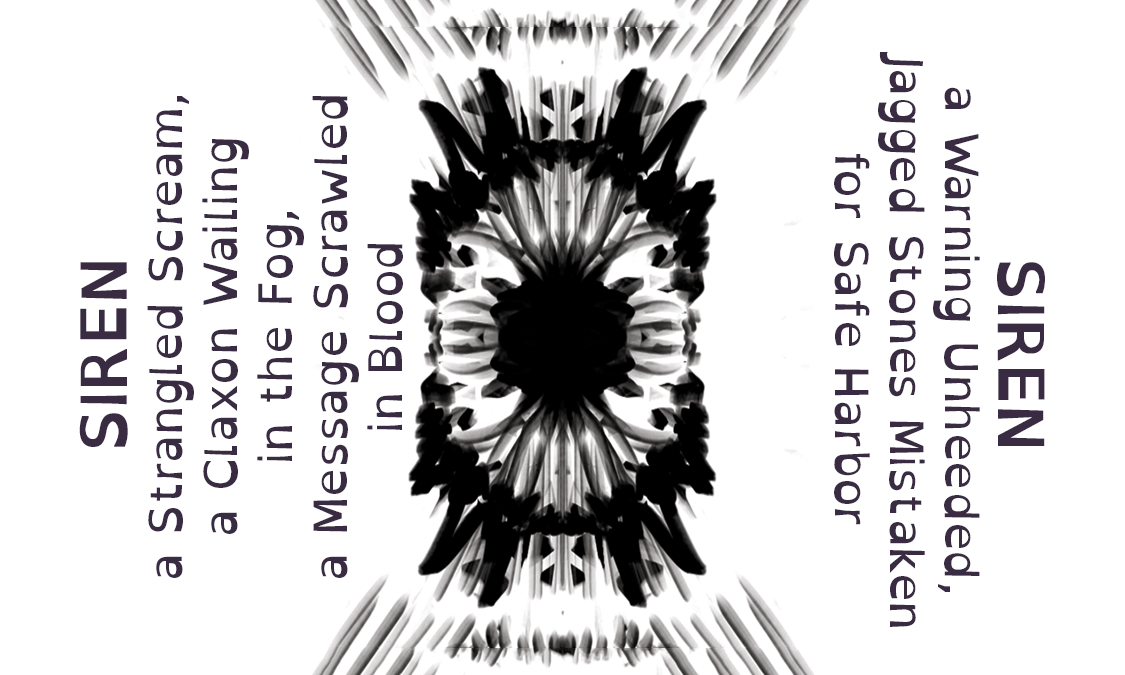 SIREN
a Strangled Scream,
a Claxon Wailing
in the Fog,
a Message Scrawled
in Blood
SIREN
a Warning Unheeded,
Jagged Stones Mistaken
for Safe Harbor